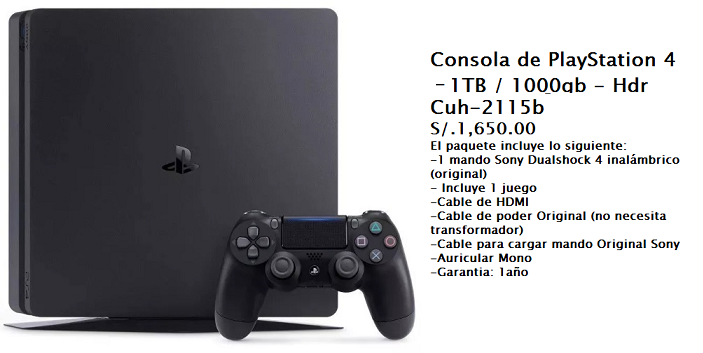 Consola de PlayStation 4
-1TB / 1000gb - Hdr
Cuh-2115b
S/.1,650.00
El paquete incluye lo siguiente:
-1 mando Sony Dualshock 4 inalámbrico
(original)
- Incluye 1 juego
-Cable de HDMI
-Cable de poder Original (no necesita
transformador)
-Cable para cargar mando Original Sony
-Auricular Mono
-Garantia: 1año
PS4